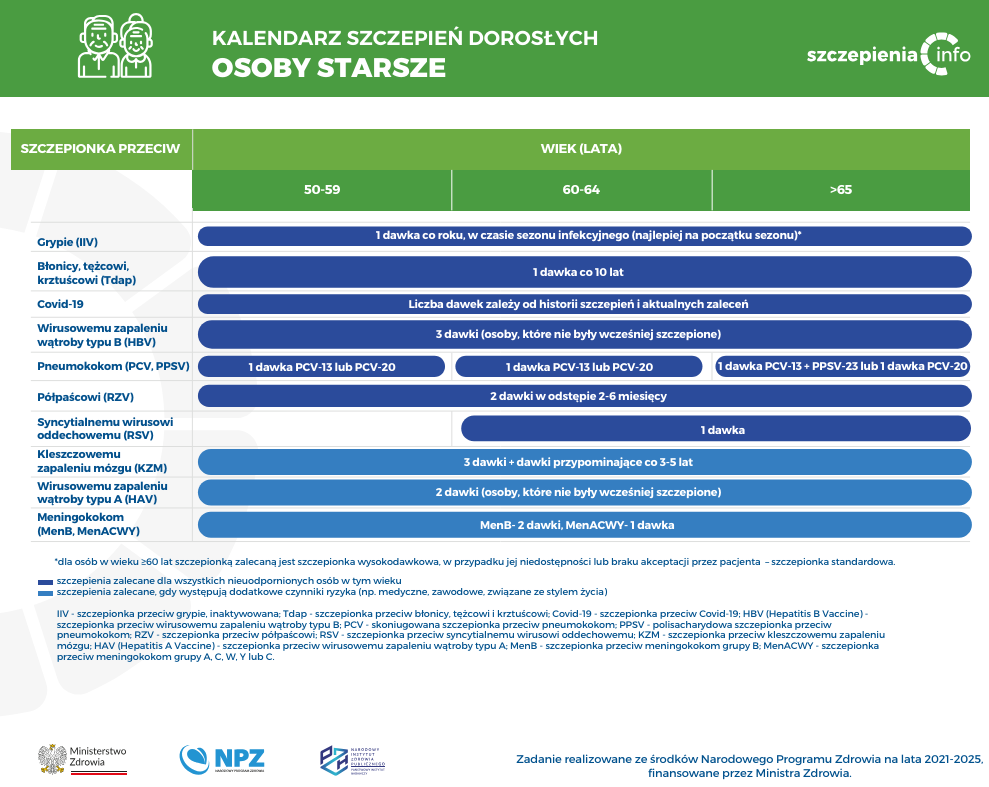 KALENDARZ SZCZEPIEŃ DOROSŁYCH
OSOBY STARSZE
szczepienia info
SZCZEPIONKA PRZECIW
WIEK (LATA)
50-59
60-64
>65
Grypie (IIV)
1 dawka co roku, w czasie sezonu infekcyjnego (najlepiej na początku sezonu)*
Błonicy, tężcowi,
krztuścowi (Tdap)
1 dawka co 10 lat
Covid-19
Liczba dawek zależy od historii szczepień i aktualnych zaleceń
Wirusowemu zapaleniu
wątroby typu B (HBV)
3 dawki (osoby, które nie były wcześniej szczepione)
Pneumokokom (PCV, PPSV)
1 dawka PCV-13 lub PCV-20
1 dawka PCV-13 lub PCV-20
1 dawka PCV-13 + PPSV-23 lub 1 dawka PCV-20
Półpaścowi (RZV)
2 dawki w odstępie 2-6 miesięcy
Syncytialnemu wirusowi
oddechowemu (RSV)
1 dawka
Kleszczowemu
zapaleniu mózgu (KZM)
3 dawki + dawki przypominające co 3-5 lat
Wirusowemu zapaleniu
wątroby typu A (HAV)
2 dawki (osoby, które nie były wcześniej szczepione)
Meningokokom
(MenB, MenACWY)
MenB- 2 dawki, MenACWY- 1 dawka
*dla osób w wieku ≥60 lat szczepionką zalecaną jest szczepionka wysokodawkowa, w przypadku jej niedostępności lub braku akceptacji przez pacjenta – szczepionka standardowa.
szczepienia zalecane dla wszystkich nieuodpornionych osób w tym wieku
szczepienia zalecane, gdy występują dodatkowe czynniki ryzyka (np. medyczne, zawodowe, związane ze stylem życia)
IIV - szczepionka przeciw grypie, inaktywowana; Tdap - szczepionka przeciw błonicy, tężcowi i krztuścowi; Covid-19 - szczepionka przeciw Covid-19; HBV (Hepatitis B Vaccine) -
szczepionka przeciw wirusowemu zapaleniu wątroby typu B; PCV - skoniugowana szczepionka przeciw pneumokokom; PPSV - polisacharydowa szczepionka przeciw
pneumokokom; RZV - szczepionka przeciw półpaścowi; RSV - szczepionka przeciw syncytialnemu wirusowi oddechowemu; KZM - szczepionka przeciw kleszczowemu zapaleniu
mózgu; HAV (Hepatitis A Vaccine) - szczepionka przeciw wirusowemu zapaleniu wątroby typu A; MenB - szczepionka przeciw meningokokom grupy B; MenACWY - szczepionka
przeciw meningokokom grupy A, C, W, Y lub C.
Ministerstwo
Zdrowia
NPZ
NARODOWY PROGRAM ZDROWIA
NARODOWY
INSTYTUT
ZDROWIA
PUBLICZNEGO
PAŃSTWOWY INSTYTUT
BADAWCZY
Zadanie realizowane ze środków Narodowego Programu Zdrowia na lata 2021-2025,
finansowane przez Ministra Zdrowia.